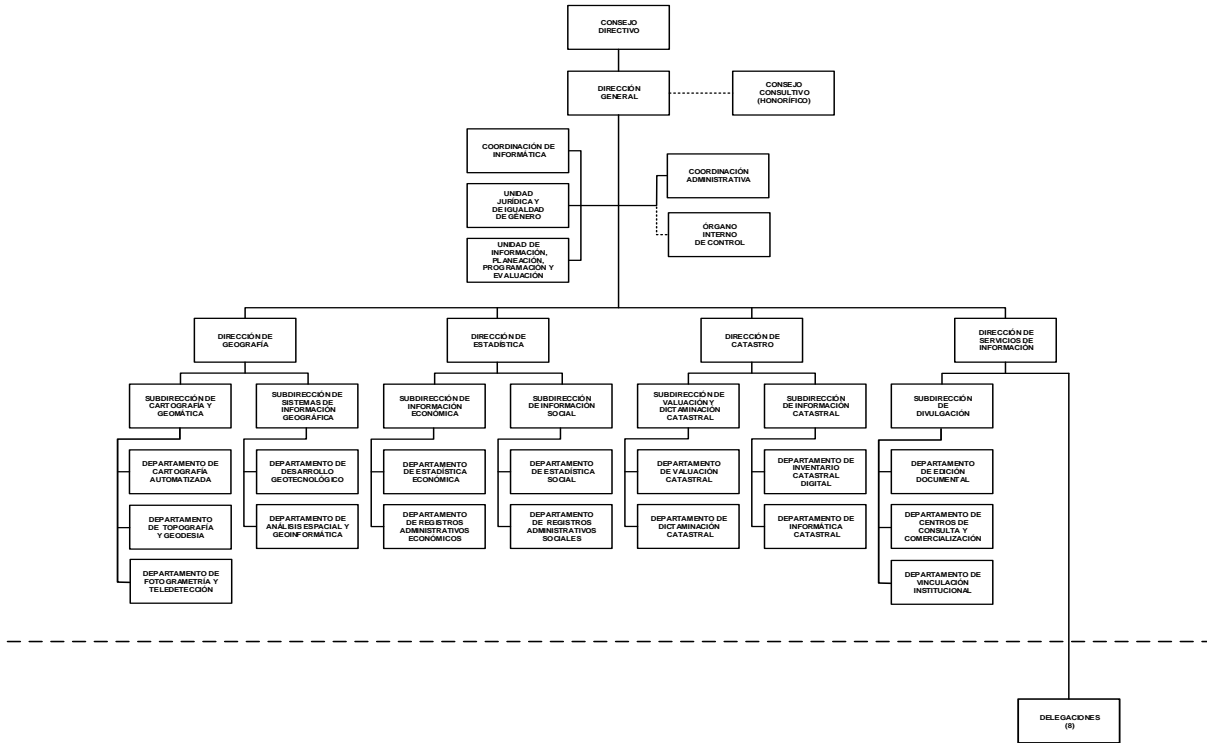 CONSEJO
DIRECTIVO
DIRECCIÓN
GENERAL
CONSEJO
CONSULTIVO
(HONORÍFICO)
COORDINACIÓN DE
INFORMÁTICA
COORDINACIÓN
ADMINISTRATIVA
UNIDAD
JURÍDICA Y
DE IGUALDAD
DE GÉNERO
ÓRGANO
INTERNO
DE CONTROL
UNIDAD DE
INFORMACIÓN,
PLANEACIÓN,
PROGRAMACIÓN Y
EVALUACIÓN
DIRECCIÓN DE
GEOGRAFÍA
DIRECCIÓN DE
ESTADÍSTICA
DIRECCIÓN DE
CATASTRO
DIRECCIÓN DE
SERVICIOS DE
INFORMACIÓN
SUBDIRECCIÓN DE
CARTOGRAFÍA Y
GEOMÁTICA
SUBDIRECCIÓN DE
SISTEMAS DE
INFORMACIÓN
GEOGRÁFICA
SUBDIRECCIÓN DE
INFORMACIÓN
ECONÓMICA
SUBDIRECCIÓN
DE INFORMACIÓN
SOCIAL
SUBDIRECCIÓN DE
VALUACIÓN Y
DICTAMINACIÓN
CATASTRAL
SUBDIRECCIÓN
DE INFORMACIÓN
CATASTRAL
SUBDIRECCIÓN
DE
DIVULGACIÓN
DEPARTAMENTO DE
CARTOGRAFÍA
AUTOMATIZADA
DEPARTAMENTO DE
DESARROLLO
GEOTECNOLÓGICO
DEPARTAMENTO
DE ESTADÍSTICA
ECONÓMICA
DEPARTAMENTO
DE ESTADÍSTICA
SOCIAL
DEPARTAMENTO
DE VALUACIÓN
CATASTRAL
DEPARTAMENTO DE
INVENTARIO
CATASTRAL
DIGITAL
DEPARTAMENTO
DE EDICIÓN
DOCUMENTAL
DEPARTAMENTO
DE TOPOGRAFÍA
Y GEODESIA
DEPARTAMENTO DE
ANÁLISIS ESPACIAL Y
GEOINFORMÁTICA
DEPARTAMENTO
DE REGISTROS
ADMINISTRATIVOS
ECONÓMICOS
DEPARTAMENTO
DE REGISTROS
ADMINISTRATIVOS
SOCIALES
DEPARTAMENTO
DE DICTAMINACIÓN
CATASTRAL
DEPARTAMENTO DE
INFORMÁTICA
CATASTRAL
DEPARTAMENTO
DE CENTROS DE
CONSULTA Y
COMERCIALIZACIÓN
DEPARTAMENTO DE
FOTOGRAMETRÍA Y
TELEDETECCIÓN
DEPARTAMENTO DE
VINCULACIÓN
INSTITUCIONAL
DELEGACIONES
(8)